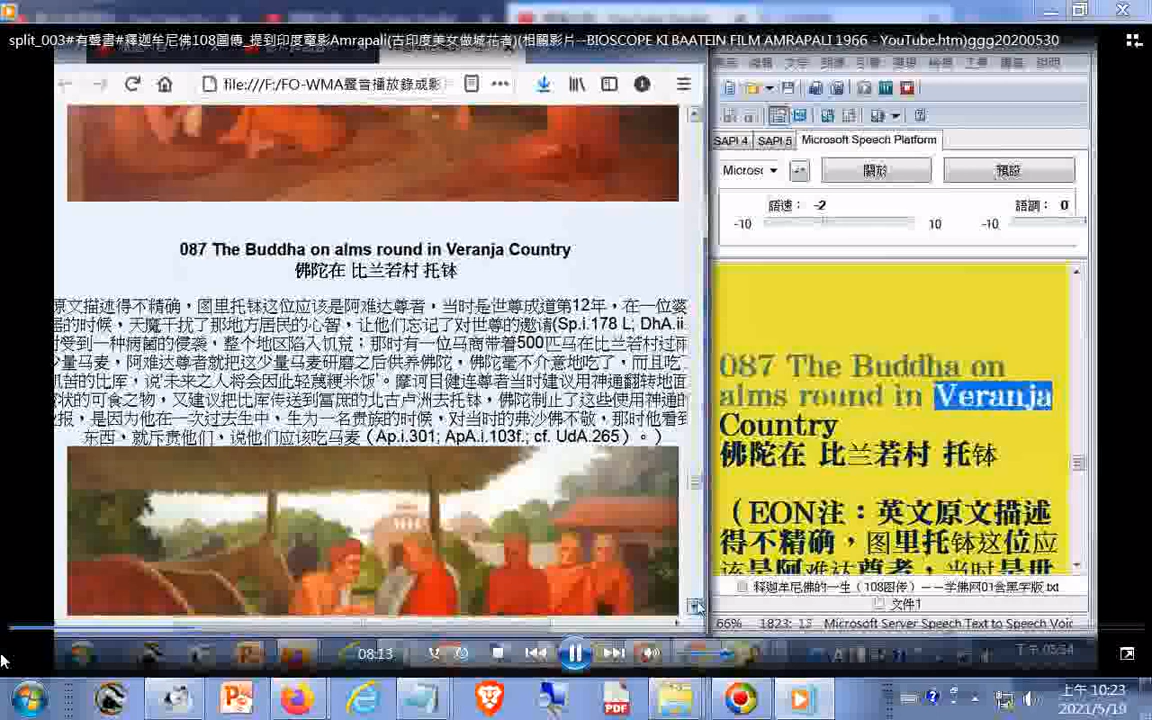 split_003#有聲書#釋迦牟尼佛108圖傳_提到印度電影Amrapali(古印度美女做城花者)(相關影片--BIOSCOPE KI BAATEIN FILM AMRAPALI 1966 - YouTube.htm)ggg20200530
file:///F:/FO-WMA聲音播放錄成影
SAPI 4
SAPI 5
Microsoft Speech Platform
Micros
關於
預設
語速： -2
語調： 0
-10
10
-10
087 The Buddha on alms round in Veranja Country
佛陀在 比兰若村 托钵
原文描述得不精确，图里托钵这位应该是阿难达尊者，当时是世尊成道第12年，在一位婆
居的时候，天魔干扰了那地方居民的心智，让他们忘记了对世尊的邀请(Sp.i.178 f.; DhA.ii
时受到一种病菌的侵袭，整个地区陷入饥荒；那时有一位马商带着500匹马在比兰若村过雨
少量马麦，阿难达尊者就把这少量马麦研磨之后供养佛陀，佛陀毫不介意地吃了，而且吃
饥苦的比库，说'未来之人将会因此轻蔑粳米饭'。摩诃目健连尊者当时建议用神通翻转地面
状的可食之物，又建议把比库传送到富庶的北古卢洲去托钵，佛陀制止了这些使用神通的
报，是因为他在一次过去生中，生为一名贵族的时候，对当时的弗沙佛不敬，那时他看到
东西，就斥责他们，说他们应该吃马麦（Ap.i.301; ApA.i.103f.; cf. UdA.265）。）
087 The Buddha on
alms round in Veranja
Country
佛陀在 比兰若村 托钵
（EON注：英文原文描述
得不精确，图里托钵这位应
该是阿难达尊者，当时是世
释迦牟尼佛的一生（108图传）——学佛网01含黑字版.txt
文件1
66%
1823: 13
Microsoft Server Speech Text to Speech Voic
08:13
下午 05:54
上午 10:23
2021/5/19